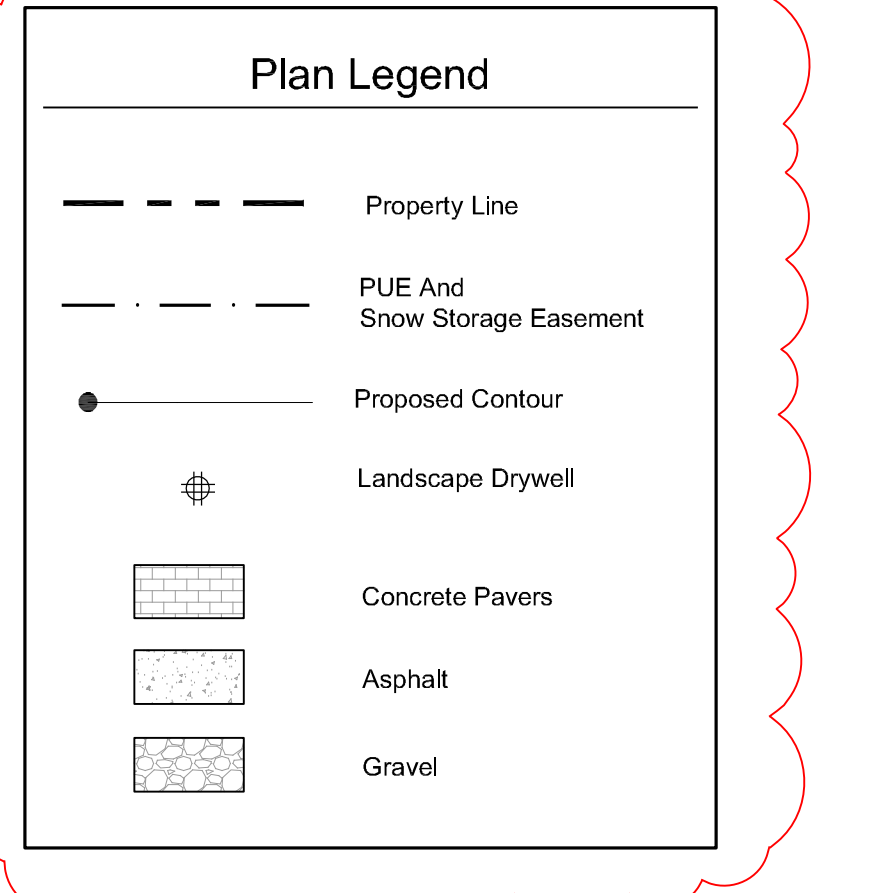 Plan Legend
Property Line
PUE And
Snow Storage Easement
Proposed Contour
Landscape Drywell
Concrete Pavers
Asphalt
Gravel